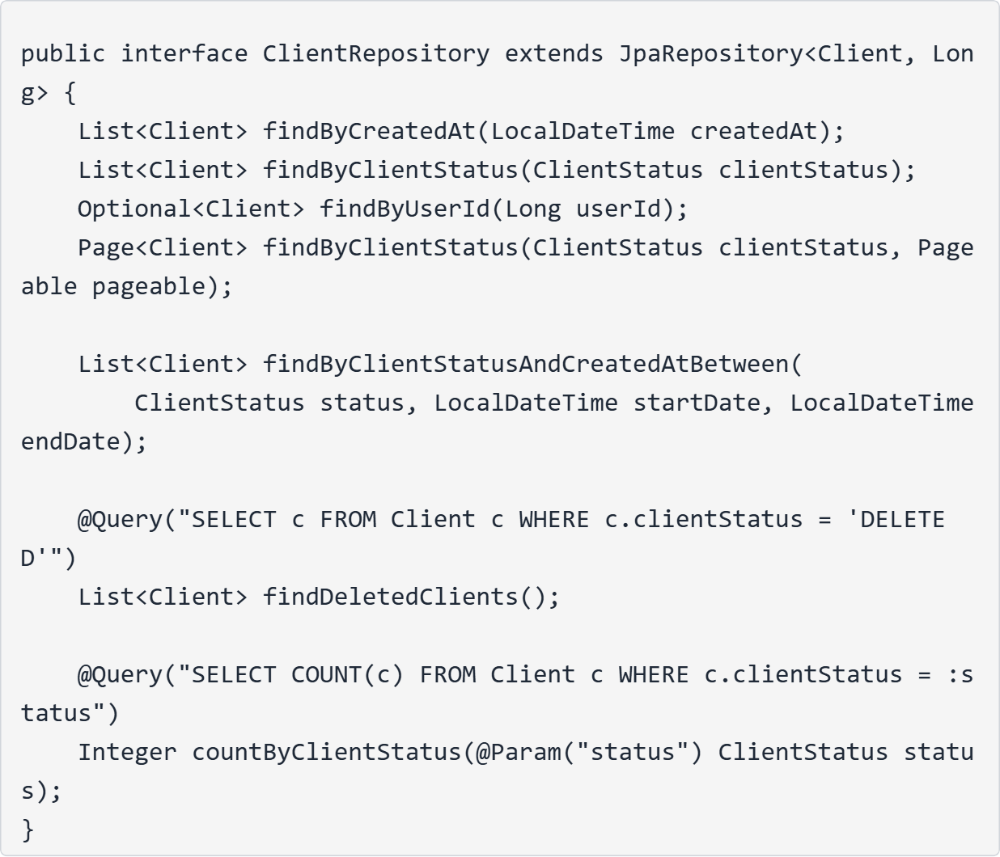 public interface ClientRepository extends JpaRepository<Client, Lon
g> {
    List<Client> findByCreatedAt(LocalDateTime createdAt);
    List<Client> findByClientStatus(ClientStatus clientStatus);
    Optional<Client> findByUserId(Long userId);
    Page<Client> findByClientStatus(ClientStatus clientStatus, Page
able pageable);

    List<Client> findByClientStatusAndCreatedAtBetween(
        ClientStatus status, LocalDateTime startDate, LocalDateTime
endDate);

    @Query("SELECT c FROM Client c WHERE c.clientStatus = 'DELETE
D'")
    List<Client> findDeletedClients();

    @Query("SELECT COUNT(c) FROM Client c WHERE c.clientStatus = :s
tatus")
    Integer countByClientStatus(@Param("status") ClientStatus statu
s);
}